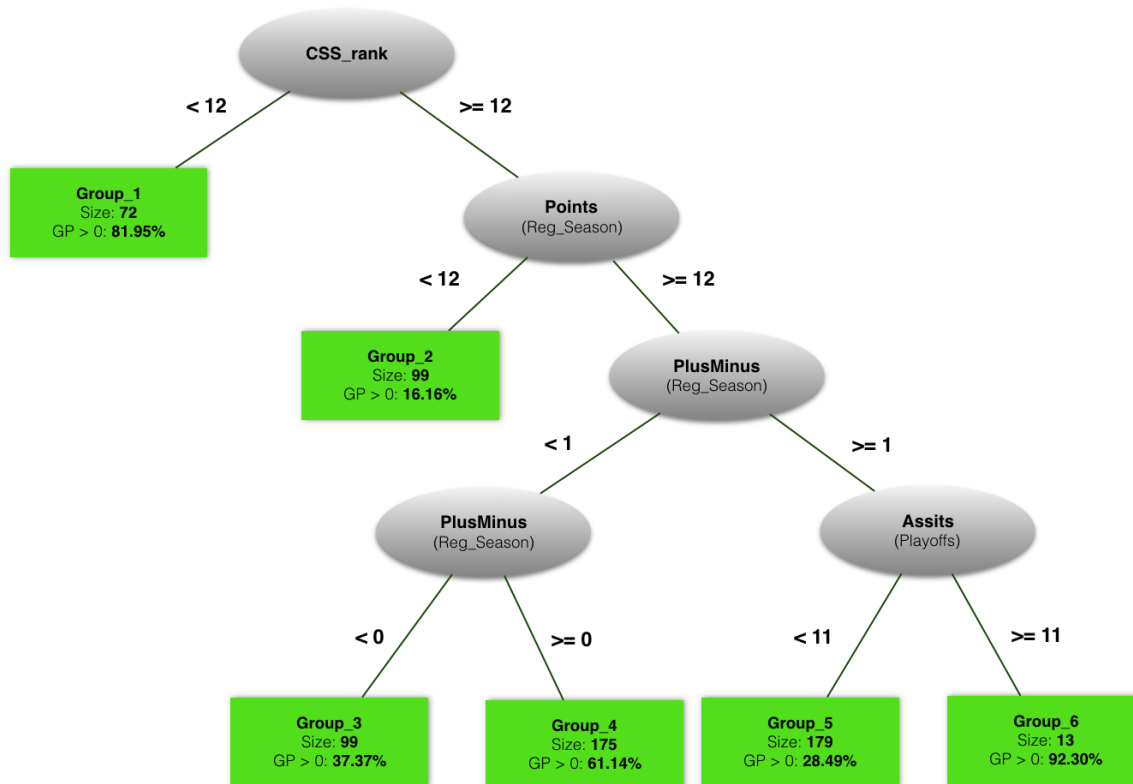 CSS_rank
< 12
>= 12
Group_1
Size: 72
GP > 0: 81.95%
Points
(Reg_Season)
< 12
>= 12
Group_2
Size: 99
GP > 0: 16.16%
PlusMinus
(Reg_Season)
< 1
>= 1
PlusMinus
(Reg_Season)
Assits
(Playoffs)
< 0
>= 0
< 11
>= 11
Group_3
Size: 99
GP > 0: 37.37%
Group_4
Size: 175
GP > 0: 61.14%
Group_5
Size: 179
GP > 0: 28.49%
Group_6
Size: 13
GP > 0: 92.30%